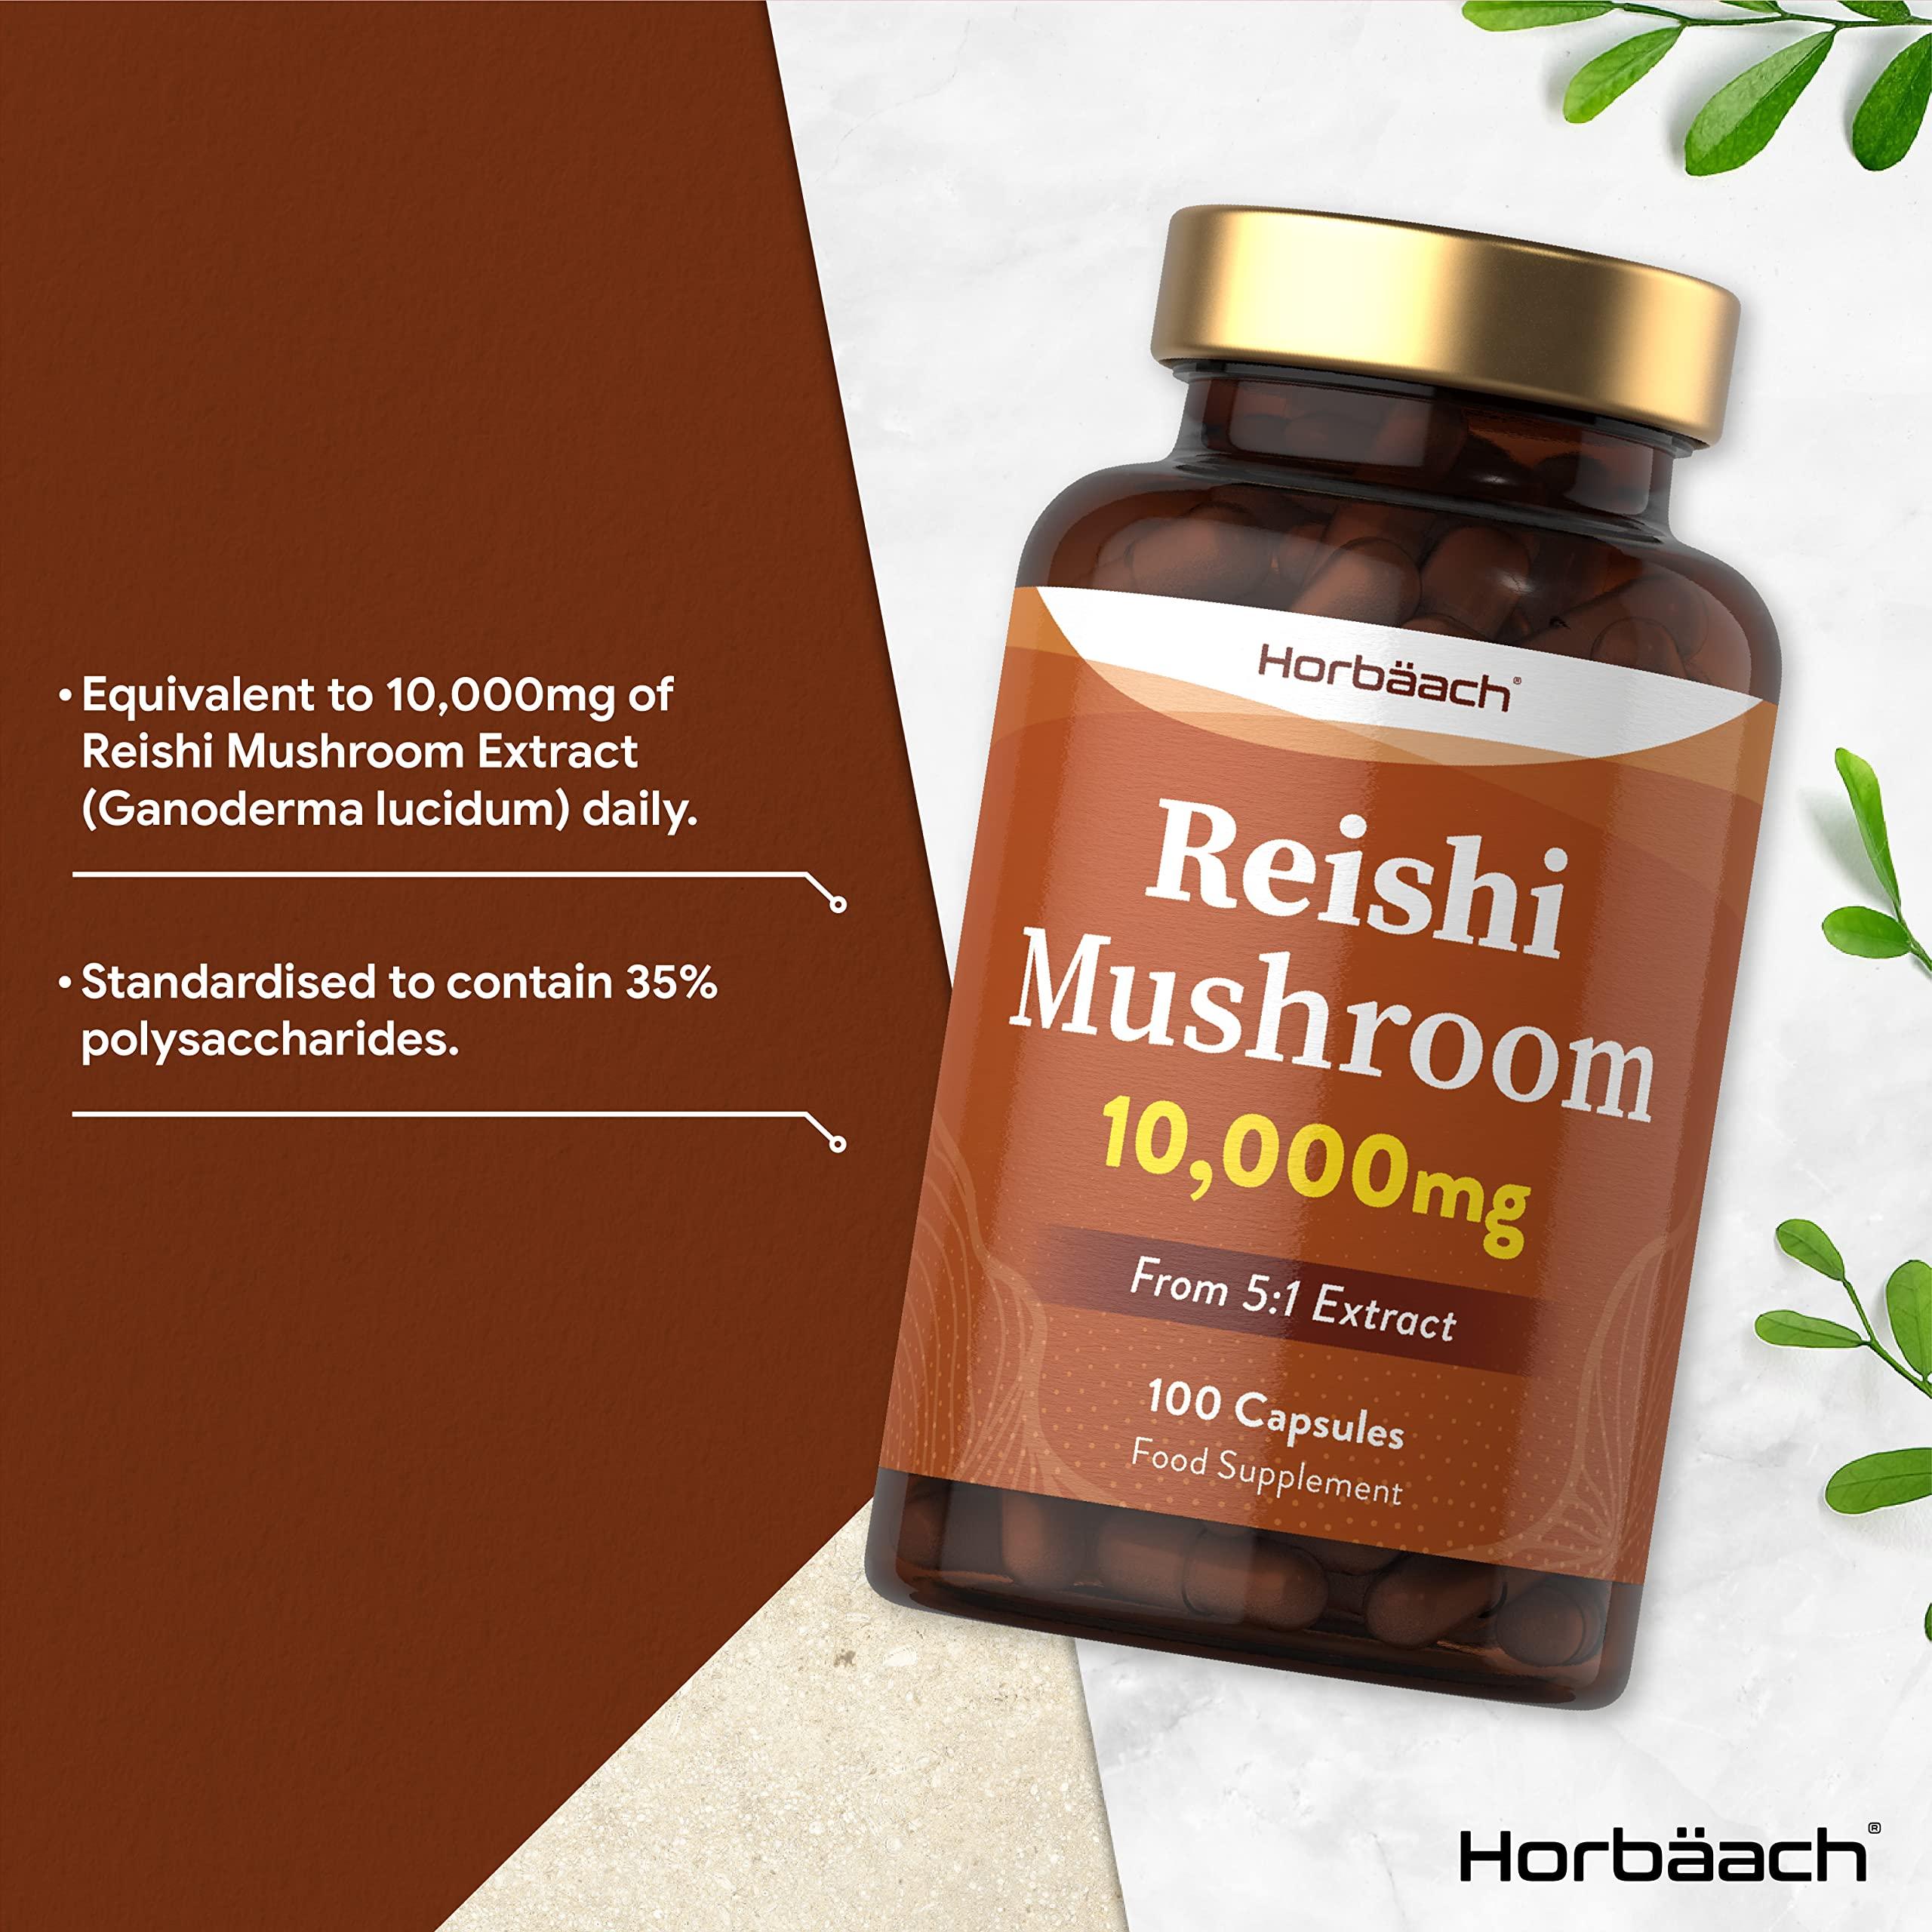 • Equivalent to 10,000mg of
Reishi Mushroom Extract
(Ganoderma lucidum) daily.
• Standardised to contain 35%
polysaccharides.
Horbäach®
Reishi
Mushroom
10,000mg
From 5:1 Extract
100 Capsules
Food Supplement
Horbäach®